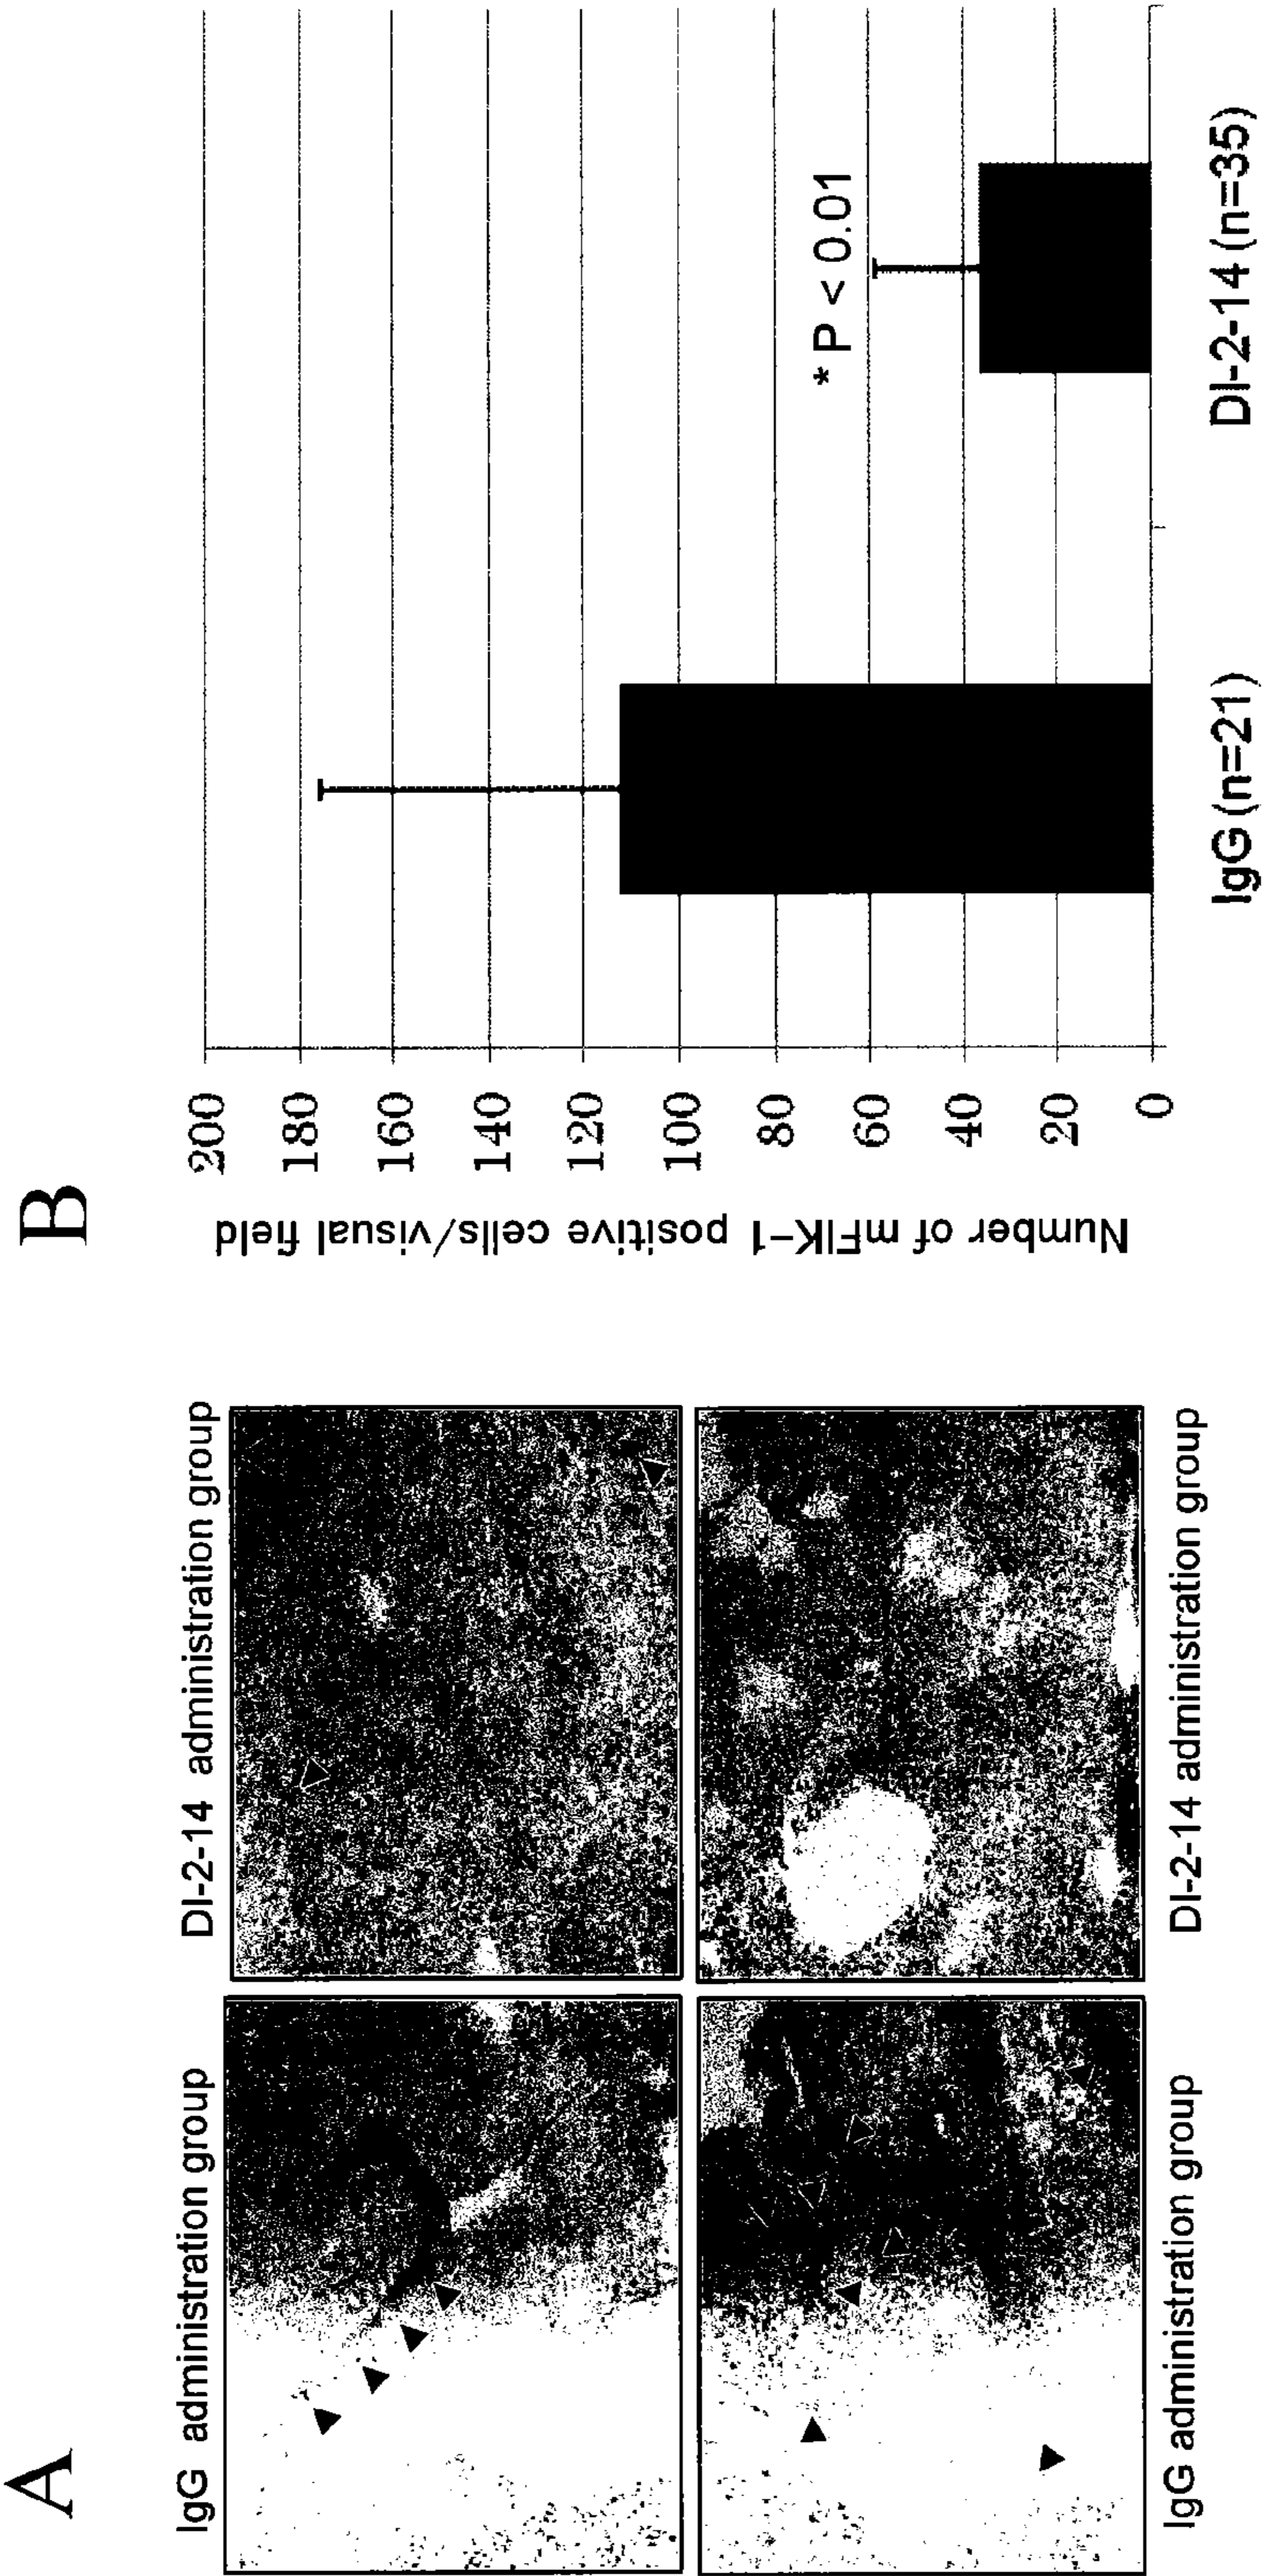 A
IgG administration group
DI-2-14 administration group
IgG administration group
DI-2-14 administration group
B
Number of mFlK-1 positive cells/visual field
200
180
160
140
120
100
80
60
40
20
0
* P < 0.01
IgG (n=21)
DI-2-14 (n=35)